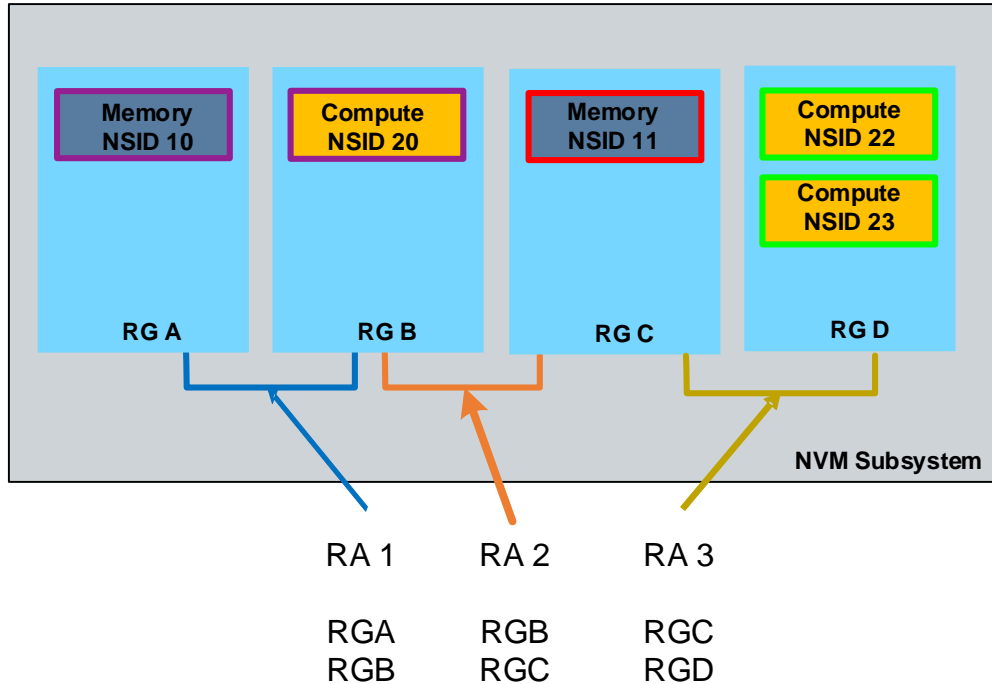 Memory
NSID 10
Compute
NSID 20
Memory
NSID 11
Compute
NSID 22
Compute
NSID 23
RG A
RG B
RG C
RG D
NVM Subsystem
RA 1
RA 2
RA 3
RGA
RGB
RGC
RGB
RGC
RGD